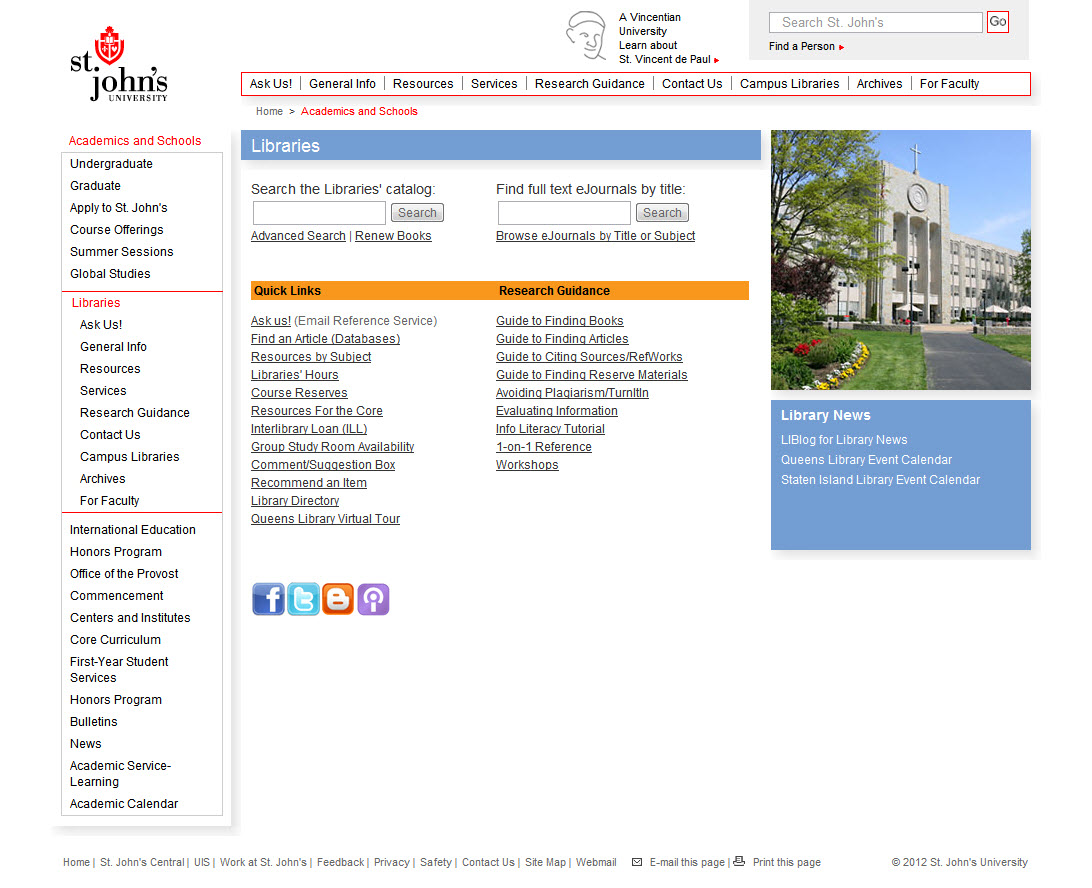 st. john's
UNIVERSITY
A Vincentian
University
Learn about
St. Vincent de Paul
Search St. John's
Go
Find a Person
Ask Us! | General Info | Resources | Services | Research Guidance | Contact Us | Campus Libraries | Archives | For Faculty
Home > Academics and Schools
Academics and Schools
Undergraduate
Graduate
Apply to St. John's
Course Offerings
Summer Sessions
Global Studies
Libraries
Ask Us!
General Info
Resources
Services
Research Guidance
Contact Us
Campus Libraries
Archives
For Faculty
International Education
Honors Program
Office of the Provost
Commencement
Centers and Institutes
Core Curriculum
First-Year Student
Services
Honors Program
Bulletins
News
Academic Service-
Learning
Academic Calendar
Libraries
Search the Libraries' catalog:
Search
Advanced Search | Renew Books
Find full text eJournals by title:
Search
Browse eJournals by Title or Subject
Quick Links
Ask us! (Email Reference Service)
Find an Article (Databases)
Resources by Subject
Libraries' Hours
Course Reserves
Resources For the Core
Interlibrary Loan (ILL)
Group Study Room Availability
Comment/Suggestion Box
Recommend an Item
Library Directory
Queens Library Virtual Tour
Research Guidance
Guide to Finding Books
Guide to Finding Articles
Guide to Citing Sources/RefWorks
Guide to Finding Reserve Materials
Avoiding Plagiarism/TurnItIn
Evaluating Information
Info Literacy Tutorial
1-on-1 Reference
Workshops
Library News
LIBlog for Library News
Queens Library Event Calendar
Staten Island Library Event Calendar
Home | St. John's Central | UIS | Work at St. John's | Feedback | Privacy | Safety | Contact Us | Site Map | Webmail E-mail this page | Print this page © 2012 St. John's University